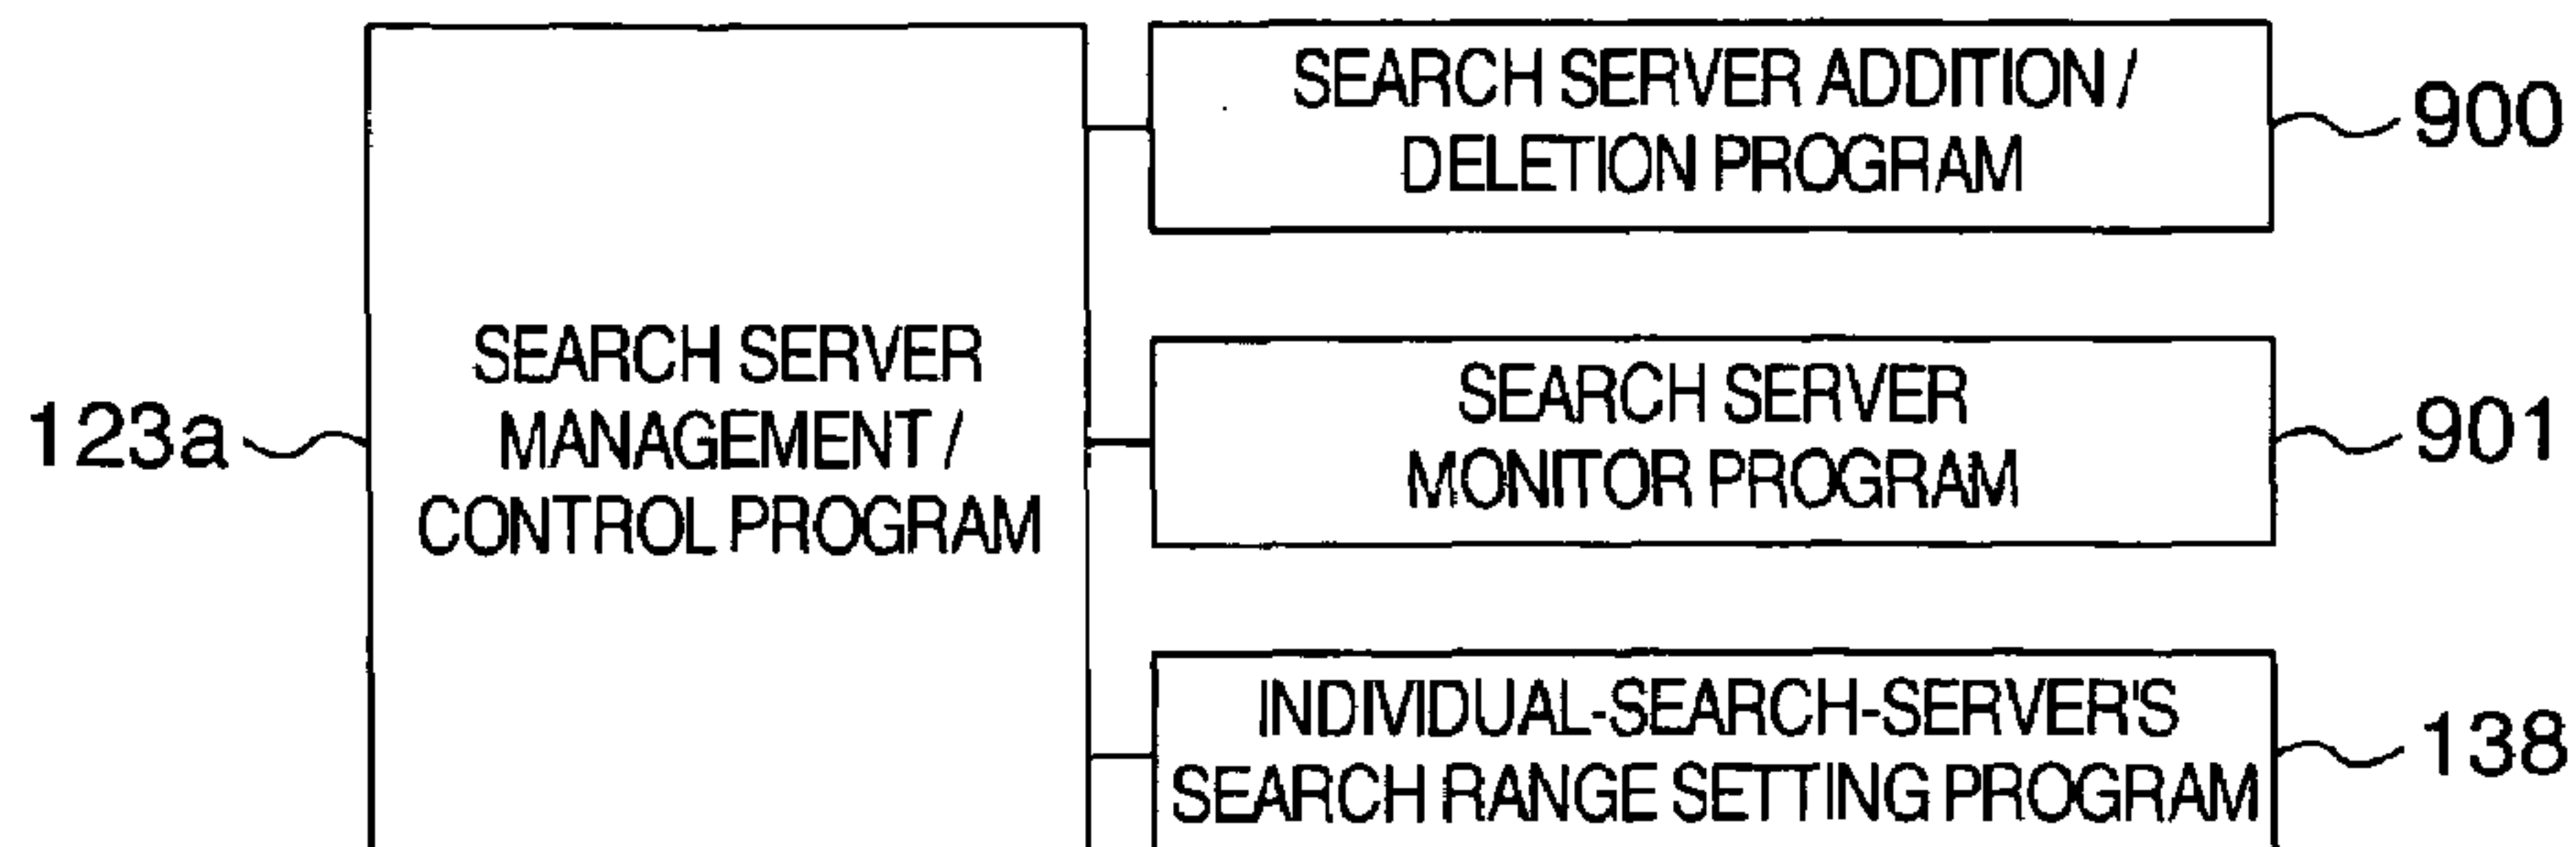 SEARCH SERVER ADDITION /
DELETION PROGRAM
900
SEARCH SERVER
MANAGEMENT /
CONTROL PROGRAM
123a
SEARCH SERVER
MONITOR PROGRAM
901
INDIVIDUAL-SEARCH-SERVER'S
SEARCH RANGE SETTING PROGRAM
138